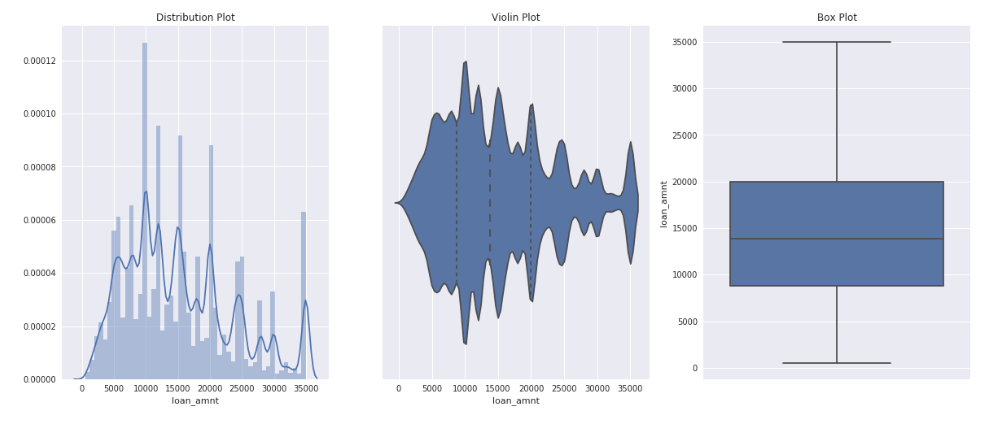 Distribution Plot
0.00012
0.00010
0.00008
0.00006
0.00004
0.00002
0.00000
0 5000 10000 15000 20000 25000 30000 35000
loan_amnt
Violin Plot
0 5000 10000 15000 20000 25000 30000 35000
loan_amnt
Box Plot
35000
30000
25000
20000
15000
10000
5000
0
loan_amnt